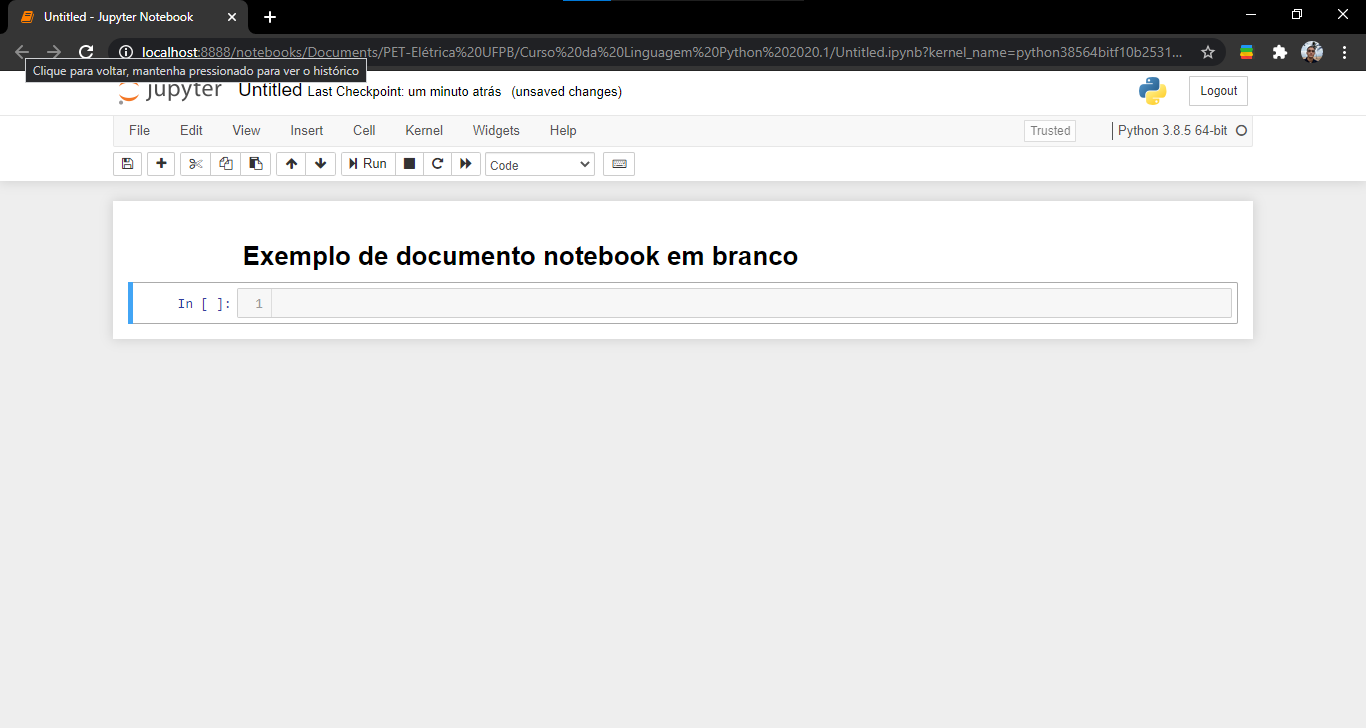 Untitled - Jupyter Notebook
localhost:8888/notebooks/Documents/PET-Elétrica%20UFPB/Curso%20da%20Linguagem%20Python%202020.1/Untitled.ipynb?kernel_name=python38564bitf10b2531...
Clique para voltar, mantenha pressionado para ver o histórico
jupyter Untitled Last Checkpoint: um minuto atrás (unsaved changes) Logout
File Edit View Insert Cell Kernel Widgets Help Trusted Python 3.8.5 64-bit
Run Code
Exemplo de documento notebook em branco
In [ ]: 1